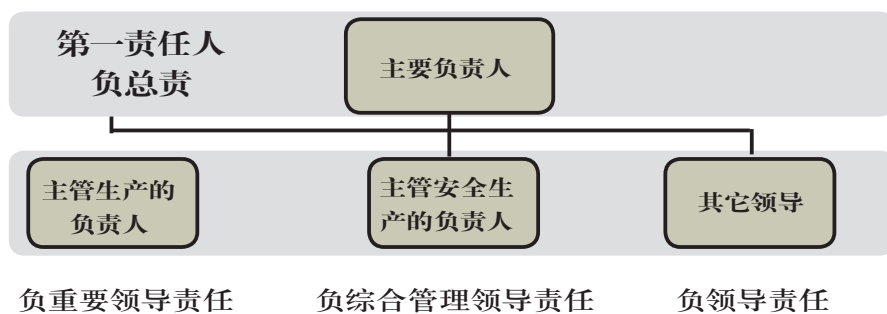 第一责任人
负总责
主要负责人
主管生产的
负责人
主管安全生
产的负责人
其它领导
负重要领导责任
负综合管理领导责任
负领导责任